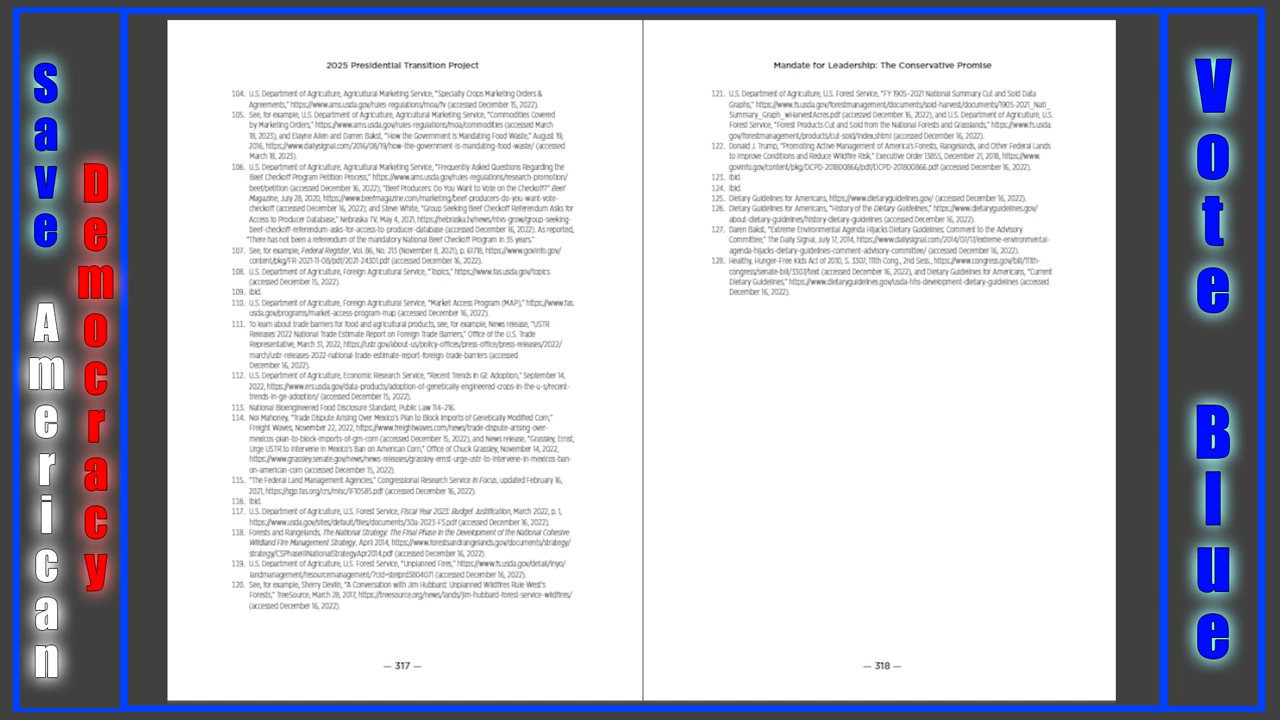 Save American
Democracy
2025 Presidential Transition Project
104. U.S. Department of Agriculture, Agricultural Marketing Service, “Specialty Crops Marketing Orders &
Agreements,” https://www.ams.usda.gov/rules-regulations/moa/fv (accessed December 15, 2022).
105. See, for example, U.S. Department of Agriculture, Agricultural Marketing Service, “Commodities Covered
by Marketing Orders,” https://www.ams.usda.gov/rules-regulations/moa/commodities (accessed March
18, 2023), and Elayne Allen and Darren Bakst, “How the Government Is Mandating Food Waste,” August 19,
2016, https://www.dailysignal.com/2016/08/19/how-the-government-is-mandating-food-waste/ (accessed
March 18, 2023).
106. U.S. Department of Agriculture, Agricultural Marketing Service, “Frequently Asked Questions Regarding the
Beef Checkoff Program Petition Process,” https://www.ams.usda.gov/rules-regulations/research-promotion/
beef/petition (accessed December 16, 2022); “Beef Producers: Do You Want to Vote on the Checkoff?” Beef
Magazine, July 28, 2020, https://www.beefmagazine.com/marketing/beef-producers-do-you-want-vote-
checkoff (accessed December 16, 2022); and Steve White, “Group Seeking Beef Checkoff Referendum Asks for
Access to Producer Database,” Nebraska TV, May 4, 2021, https://nebraska.tv/news/ntvs-grow/group-seeking-
beef-checkoff-referendum-asks-for-access-to-producer-database (accessed December 16, 2022). As reported,
“There has not been a referendum of the mandatory National Beef Checkoff Program in 35 years.”
107. See, for example, Federal Register, Vol. 86, No. 213 (November 8, 2021), p. 61718, https://www.govinfo.gov/
content/pkg/FR-2021-11-08/pdf/2021-24301.pdf (accessed December 16, 2022).
108. U.S. Department of Agriculture, Foreign Agricultural Service, “Topics,” https://www.fas.usda.gov/topics
(accessed December 15, 2022).
109. Ibid.
110. U.S. Department of Agriculture, Foreign Agricultural Service, “Market Access Program (MAP),” https://www.fas.
usda.gov/programs/market-access-program-map (accessed December 16, 2022).
111. To learn about trade barriers for food and agricultural products, see, for example, News release, “USTR
Releases 2022 National Trade Estimate Report on Foreign Trade Barriers,” Office of the U.S. Trade
Representative, March 31, 2022, https://ustr.gov/about-us/policy-offices/press-office/press-releases/2022/
march/ustr-releases-2022-national-trade-estimate-report-foreign-trade-barriers (accessed
December 16, 2022).
112. U.S. Department of Agriculture, Economic Research Service, “Recent Trends in GE Adoption,” September 14,
2022, https://www.ers.usda.gov/data-products/adoption-of-genetically-engineered-crops-in-the-u-s/recent-
trends-in-ge-adoption/ (accessed December 15, 2022).
113. National Bioengineered Food Disclosure Standard, Public Law 114–216.
114. Noi Mahoney, “Trade Dispute Arising Over Mexico’s Plan to Block Imports of Genetically Modified Corn,”
Freight Waves, November 22, 2022, https://www.freightwaves.com/news/trade-dispute-arising-over-
mexicos-plan-to-block-imports-of-gm-corn (accessed December 15, 2022), and News release, “Grassley, Ernst,
Urge USTR to Intervene in Mexico’s Ban on American Corn,” Office of Chuck Grassley, November 14, 2022,
https://www.grassley.senate.gov/news/news-releases/grassley-ernst-urge-ustr-to-intervene-in-mexicos-ban-
on-american-corn (accessed December 15, 2022).
115. “The Federal Land Management Agencies,” Congressional Research Service In Focus, updated February 16,
2021, https://sgp.fas.org/crs/misc/IF10585.pdf (accessed December 16, 2022).
116. Ibid.
117. U.S. Department of Agriculture, U.S. Forest Service, Fiscal Year 2023: Budget Justification, March 2022, p. 1,
https://www.usda.gov/sites/default/files/documents/30a-2023-FS.pdf (accessed December 16, 2022).
118. Forests and Rangelands, The National Strategy: The Final Phase in the Development of the National Cohesive
Wildland Fire Management Strategy, April 2014, https://www.forestsandrangelands.gov/documents/strategy/
strategy/CSPhaseIIINationalStrategyApr2014.pdf (accessed December 16, 2022).
119. U.S. Department of Agriculture, U.S. Forest Service, “Unplanned Fires,” https://www.fs.usda.gov/detail/inyo/
landmanagement/resourcemanagement/?cid=stelprd3804071 (accessed December 16, 2022).
120. See, for example, Sherry Devlin, “A Conversation with Jim Hubbard: Unplanned Wildfires Rule West’s
Forests,” TreeSource, March 28, 2017, https://treesource.org/news/lands/jim-hubbard-forest-service-wildfires/
(accessed December 16, 2022).
— 317 —
Mandate for Leadership: The Conservative Promise
121. U.S. Department of Agriculture, U.S. Forest Service, “FY 1905–2021 National Summary Cut and Sold Data
Graphs,” https://www.fs.usda.gov/forestmanagement/documents/sold-harvest/documents/1905-2021_Natl_
Summary_Graph_wHarvestAcres.pdf (accessed December 16, 2022), and U.S. Department of Agriculture, U.S.
Forest Service, “Forest Products Cut and Sold from the National Forests and Grasslands,” https://www.fs.usda.
gov/forestmanagement/products/cut-sold/index.shtml (accessed December 16, 2022).
122. Donald J. Trump, “Promoting Active Management of America’s Forests, Rangelands, and Other Federal Lands
to Improve Conditions and Reduce Wildfire Risk,” Executive Order 13855, December 21, 2018, https://www.
govinfo.gov/content/pkg/DCPD-201800866/pdf/DCPD-201800866.pdf (accessed December 16, 2022).
123. Ibid.
124. Ibid.
125. Dietary Guidelines for Americans, https://www.dietaryguidelines.gov/ (accessed December 16, 2022).
126. Dietary Guidelines for Americans, “History of the Dietary Guidelines,” https://www.dietaryguidelines.gov/
about-dietary-guidelines/history-dietary-guidelines (accessed December 16, 2022).
127. Daren Bakst, “Extreme Environmental Agenda Hijacks Dietary Guidelines: Comment to the Advisory
Committee,” The Daily Signal, July 17, 2014, https://www.dailysignal.com/2014/07/17/extreme-environmental-
agenda-hijacks-dietary-guidelines-comment-advisory-committee/ (accessed December 16, 2022).
128. Healthy, Hunger-Free Kids Act of 2010, S. 3307, 111th Cong., 2nd Sess., https://www.congress.gov/bill/111th-
congress/senate-bill/3307/text (accessed December 16, 2022), and Dietary Guidelines for Americans, “Current
Dietary Guidelines,” https://www.dietaryguidelines.gov/usda-hhs-development-dietary-guidelines (accessed
December 16, 2022).
— 318 —
Vote Blue